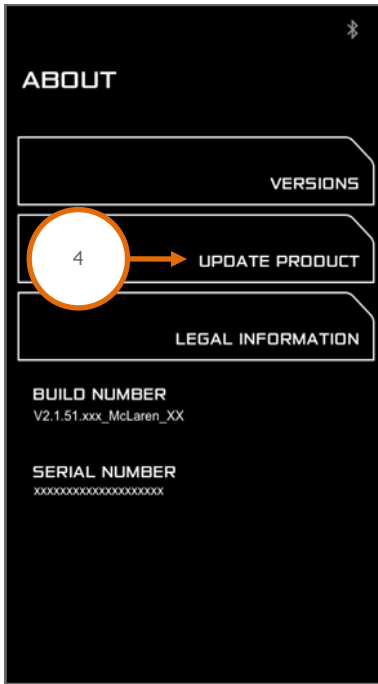 ABOUT
VERSIONS
4
UPDATE PRODUCT
LEGAL INFORMATION
BUILD NUMBER
V2.1.51.xxx_McLaren_XX
SERIAL NUMBER
xxxxxxxxxxxxxxxxxxxx